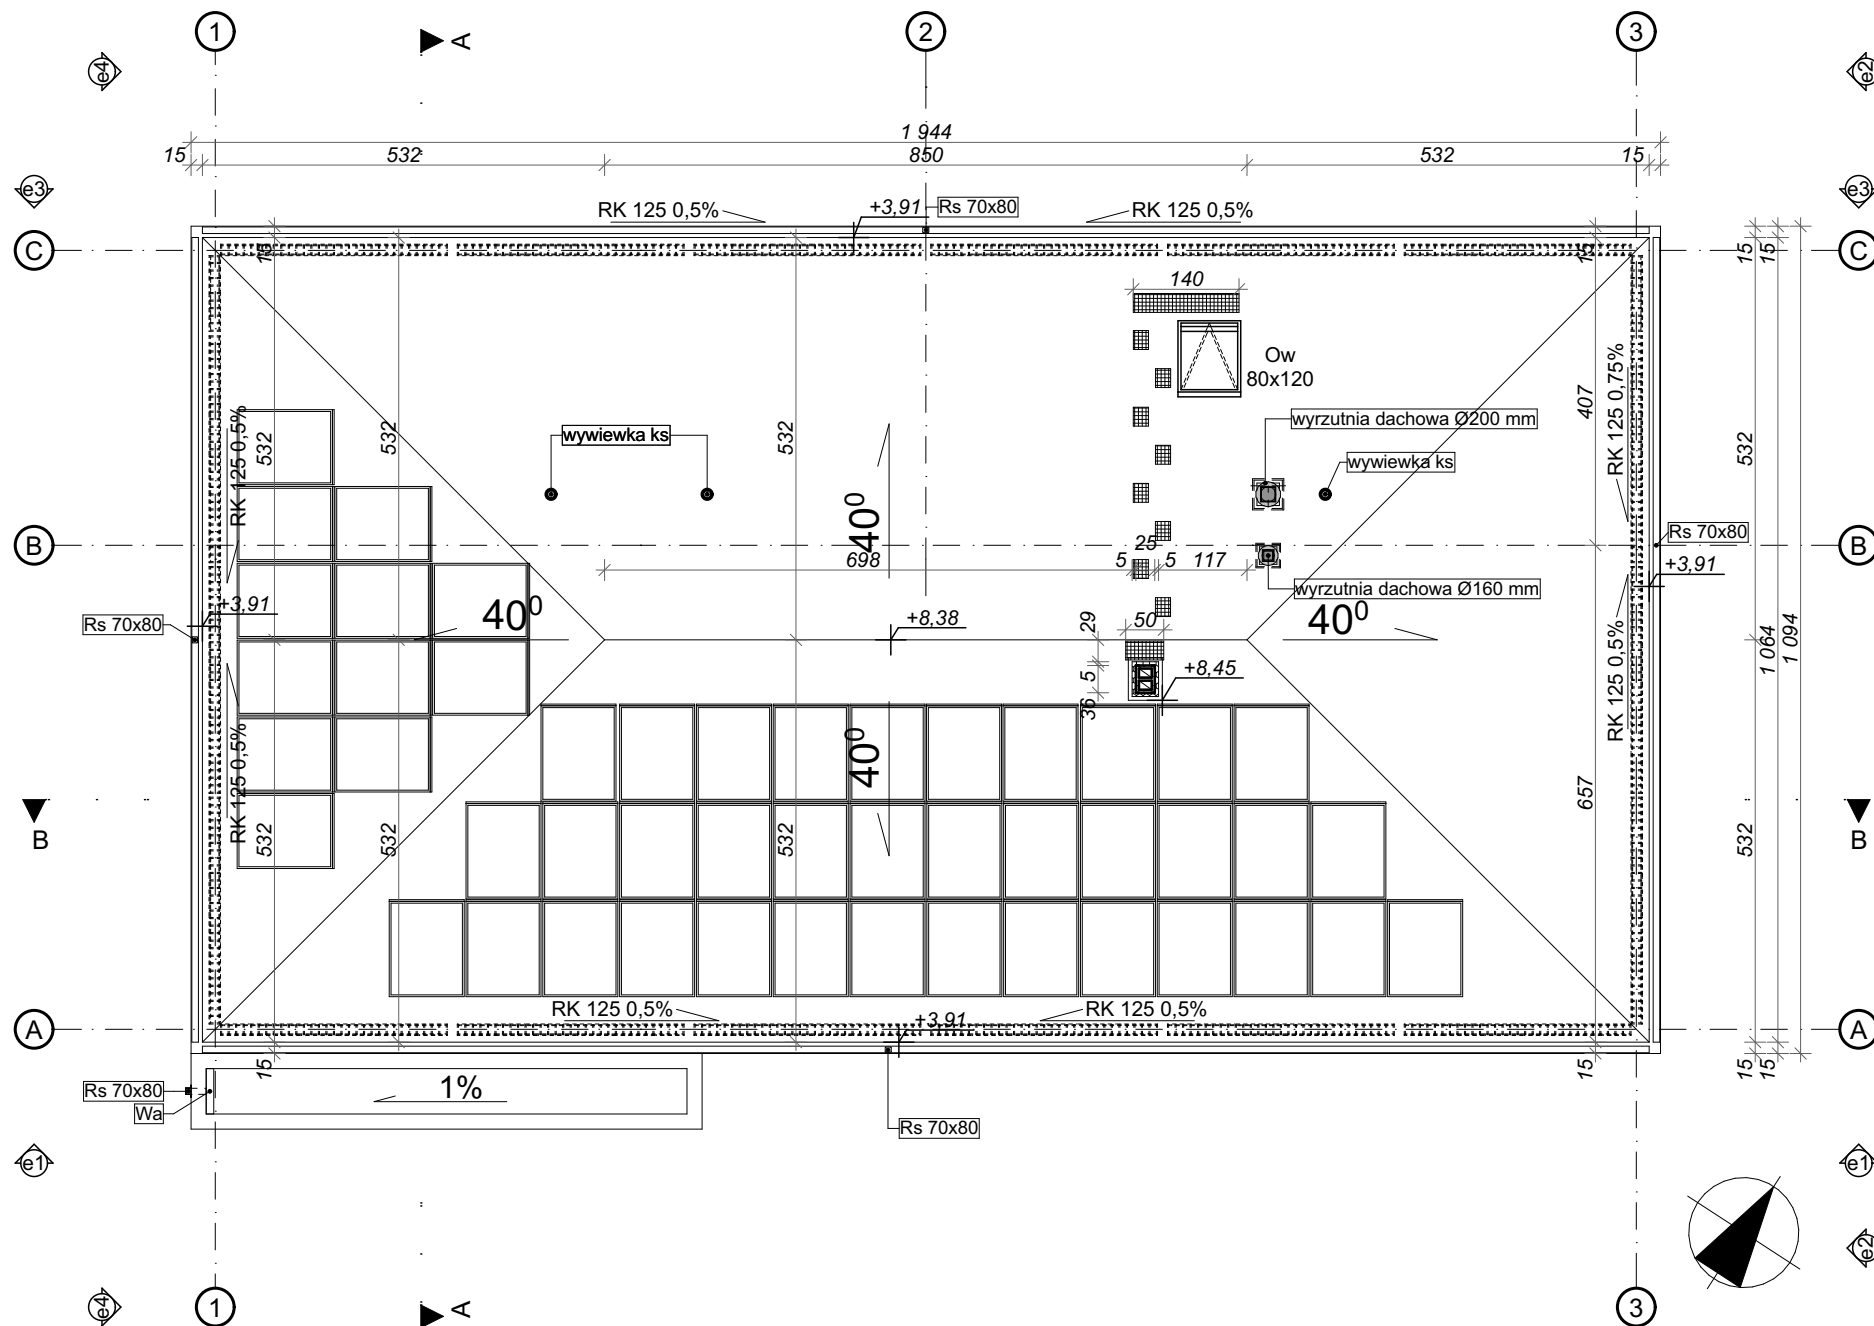 1
2
3
A
e4
e2
1 944
15
532
850
532
15
e3
e3
RK 125 0,5%
+3,91
Rs 70x80
RK 125 0,5%
C
C
15
15
15
15
140
Ow
80x120
RK 125 0,75%
407
532
wyrzutnia dachowa Ø200 mm
wywiewka ks
wywiewka ks
RK 125 0,5%
532
532
532
40⁰
B
B
Rs 70x80
25
698
5
5
117
+3,91
wyrzutnia dachowa Ø160 mm
Rs 70x80
+3,91
40⁰
+8,38
29
50
40⁰
1 064
1 094
RK 125 0,5%
5
+8,45
36
40⁰
RK 125 0,5%
532
532
532
657
532
B
B
RK 125 0,5%
RK 125 0,5%
+3,91
A
A
15
15
15
15
Rs 70x80
Wa
1%
Rs 70x80
e1
e1
e2
e4
1
A
3